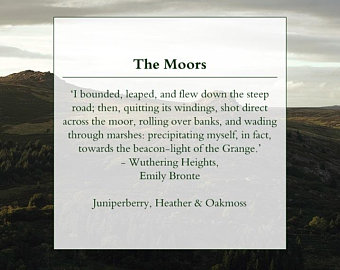 The Moors
‘I bounded, leaped, and flew down the steep
road; then, quitting its windings, shot direct
across the moor, rolling over banks, and wading
through marshes: precipitating myself, in fact,
towards the beacon-light of the Grange.’
- Wuthering Heights,
Emily Bronte
Juniperberry, Heather & Oakmoss